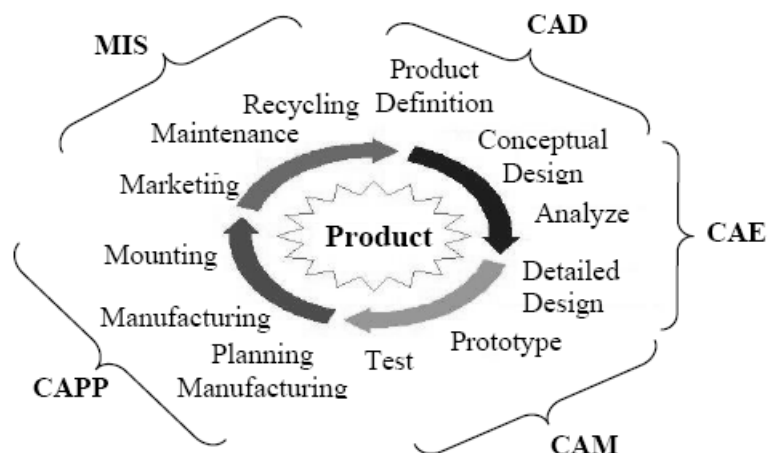 MIS
CAD
Product
Definition
Recycling
Maintenance
Conceptual
Design
Marketing
Analyze
CAE
Product
Mounting
Detailed
Design
Manufacturing
Prototype
Planning
Manufacturing
Test
CAPP
CAM